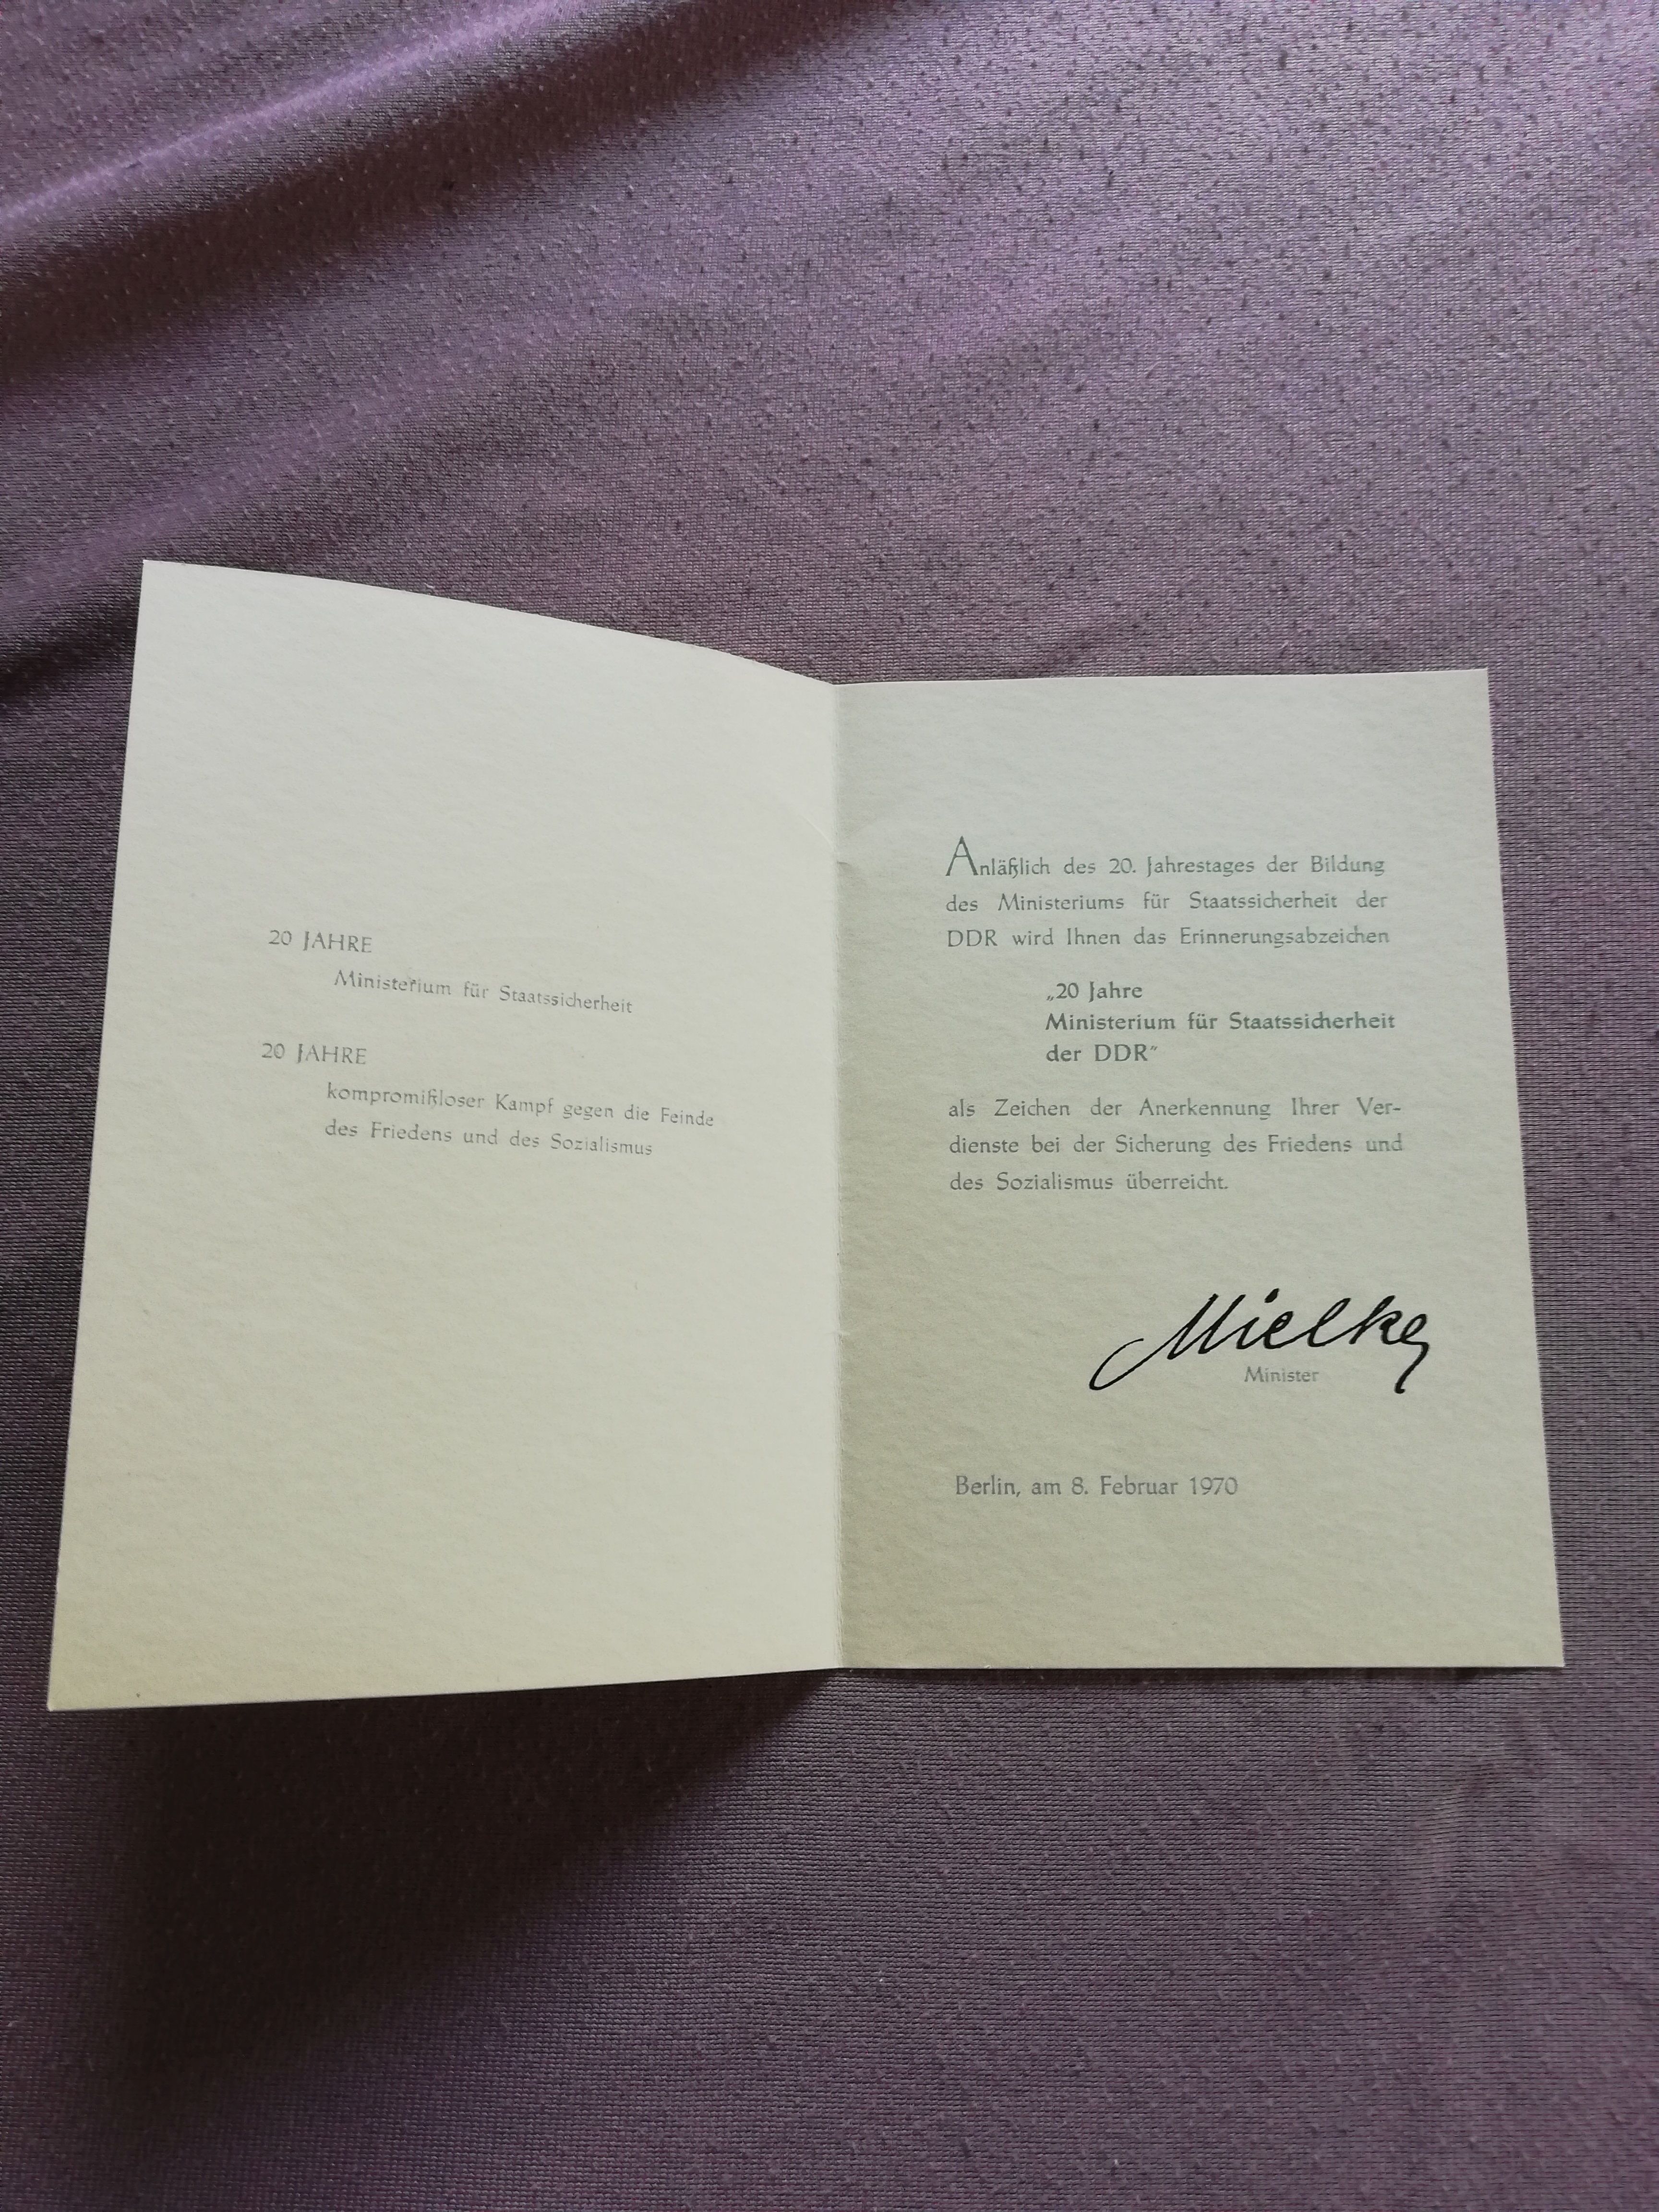 20 JAHRE
Ministerium für Staatssicherheit
20 JAHRE
kompromißloser Kampf gegen die Feinde
des Friedens und des Sozialismus
Anläßlich des 20. Jahrestages der Bildung
des Ministeriums für Staatssicherheit der
DDR wird Ihnen das Erinnerungsabzeichen
„20 Jahre
Ministerium für Staatssicherheit
der DDR“
als Zeichen der Anerkennung Ihrer Ver-
dienste bei der Sicherung des Friedens und
des Sozialismus überreicht.
Mielke
Minister
Berlin, am 8. Februar 1970